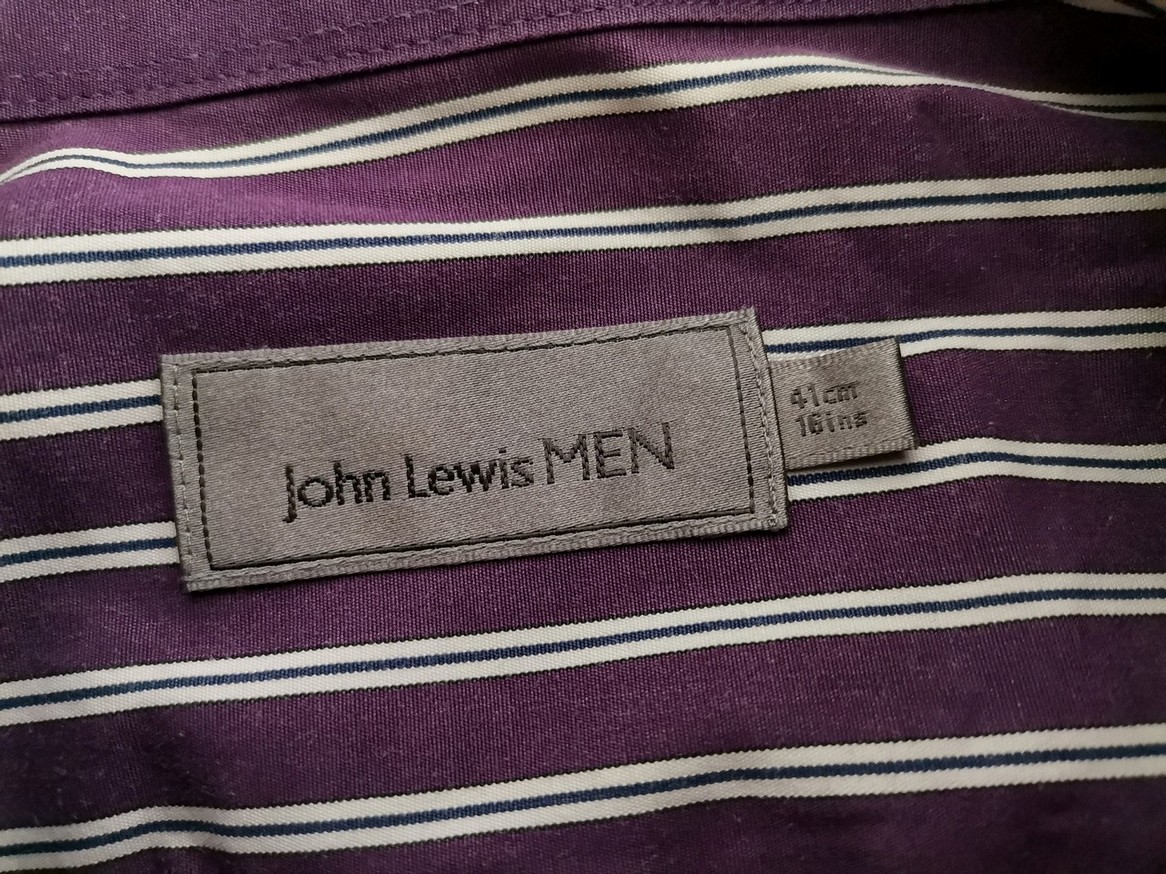 John Lewis MEN
41cm
16ins